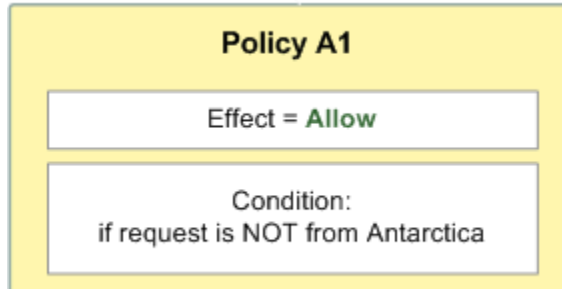 Policy A1
Effect = Allow
Condition:
if request is NOT from Antarctica